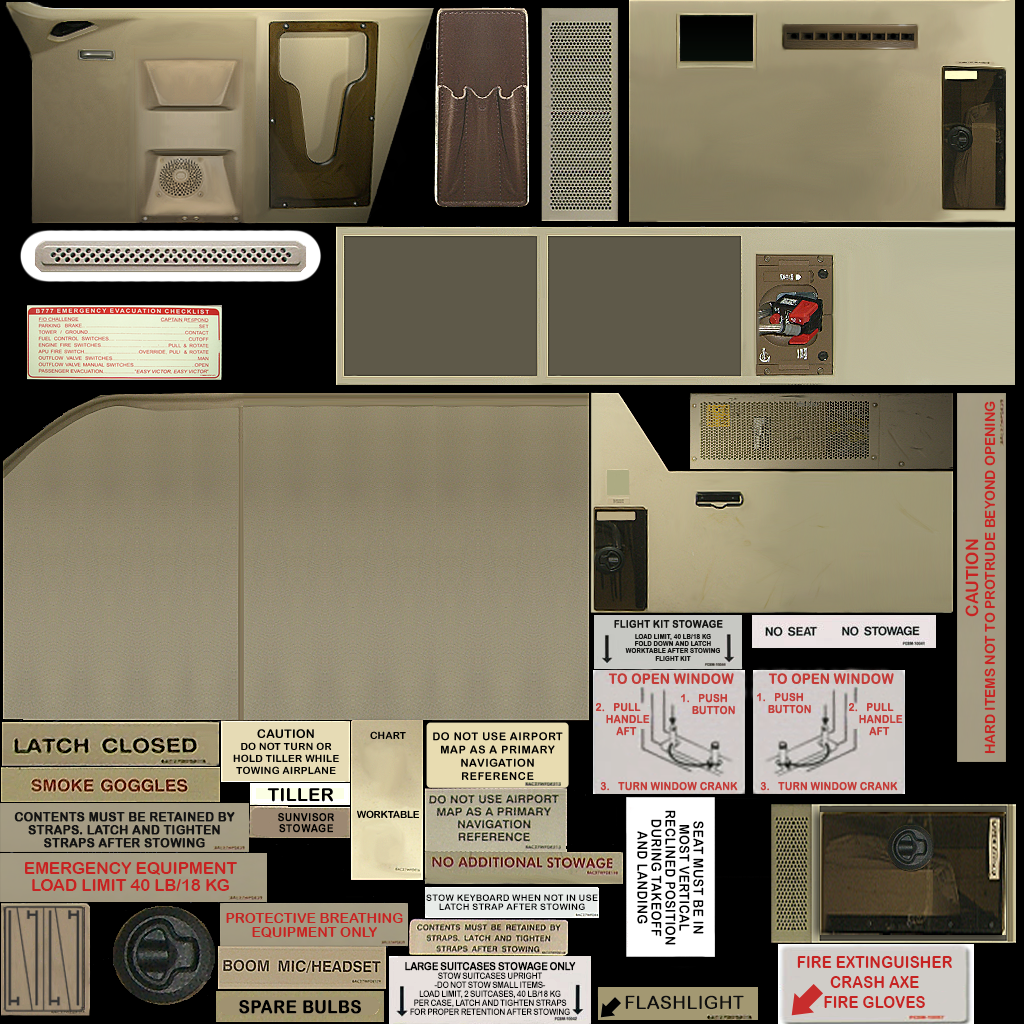 B777 EMERGENCY EVACUATION CHECKLIST
F/O CHALLENGE CAPTAIN RESPOND
PARKING BRAKE SET
TOWER / GROUND CONTACT
FUEL CONTROL SWITCHES CUTOFF
ENGINE FIRE SWITCHES PULL & ROTATE
APU FIRE SWITCH OVERRIDE, PULL & ROTATE
OUTFLOW VALVE SWITCHES MAN
OUTFLOW VALVE MANUAL SWITCHES OPEN
PASSENGER EVACUATION "EASY VICTOR, EASY VICTOR"
CAUTION
HARD ITEMS NOT TO PROTRUDE BEYOND OPENING
FLIGHT KIT STOWAGE
LOAD LIMIT, 40 LB/18 KG
FOLD DOWN AND LATCH
WORKTABLE AFTER STOWING
FLIGHT KIT
NO SEAT NO STOWAGE
TO OPEN WINDOW
1. PUSH
BUTTON
2. PULL
HANDLE
AFT
3. TURN WINDOW CRANK
TO OPEN WINDOW
1. PUSH
BUTTON
2. PULL
HANDLE
AFT
3. TURN WINDOW CRANK
LATCH CLOSED
CAUTION
DO NOT TURN OR
HOLD TILLER WHILE
TOWING AIRPLANE
CHART
WORKTABLE
DO NOT USE AIRPORT
MAP AS A PRIMARY
NAVIGATION
REFERENCE
SMOKE GOGGLES
TILLER
DO NOT USE AIRPORT
MAP AS A PRIMARY
NAVIGATION
REFERENCE
CONTENTS MUST BE RETAINED BY
STRAPS. LATCH AND TIGHTEN
STRAPS AFTER STOWING
SUNVISOR
STOWAGE
SEAT MUST BE IN
MOST VERTICAL
RECLINED POSITION
DURING TAKEOFF
AND LANDING
EMERGENCY EQUIPMENT
LOAD LIMIT 40 LB/18 KG
NO ADDITIONAL STOWAGE
STOW KEYBOARD WHEN NOT IN USE
LATCH STRAP AFTER STOWING
PROTECTIVE BREATHING
EQUIPMENT ONLY
CONTENTS MUST BE RETAINED BY
STRAPS. LATCH AND TIGHTEN
STRAPS AFTER STOWING
BOOM MIC/HEADSET
LARGE SUITCASES STOWAGE ONLY
STOW SUITCASES UPRIGHT
-DO NOT STOW SMALL ITEMS-
LOAD LIMIT, 2 SUITCASES, 40 LB/18 KG
PER CASE, LATCH AND TIGHTEN STRAPS
FOR PROPER RETENTION AFTER STOWING
SPARE BULBS
FLASHLIGHT
FIRE EXTINGUISHER
CRASH AXE
FIRE GLOVES